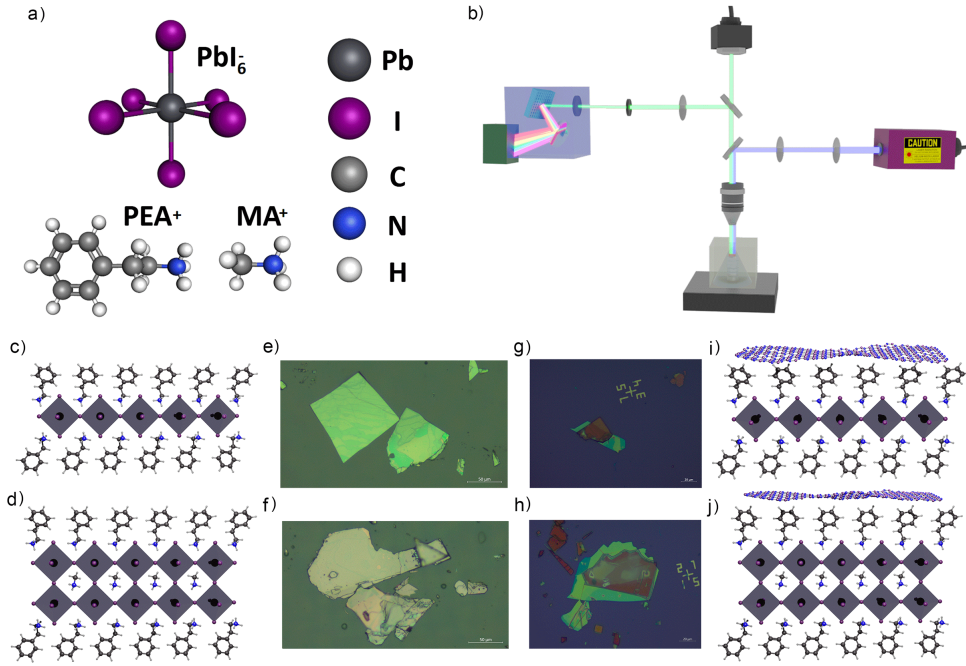 a)
b)
PbI₆⁻
Pb
I
C
PEA⁺
MA⁺
N
H
CAUTION
c)
e)
g)
i)
50 µm
d)
f)
h)
j)
50 µm